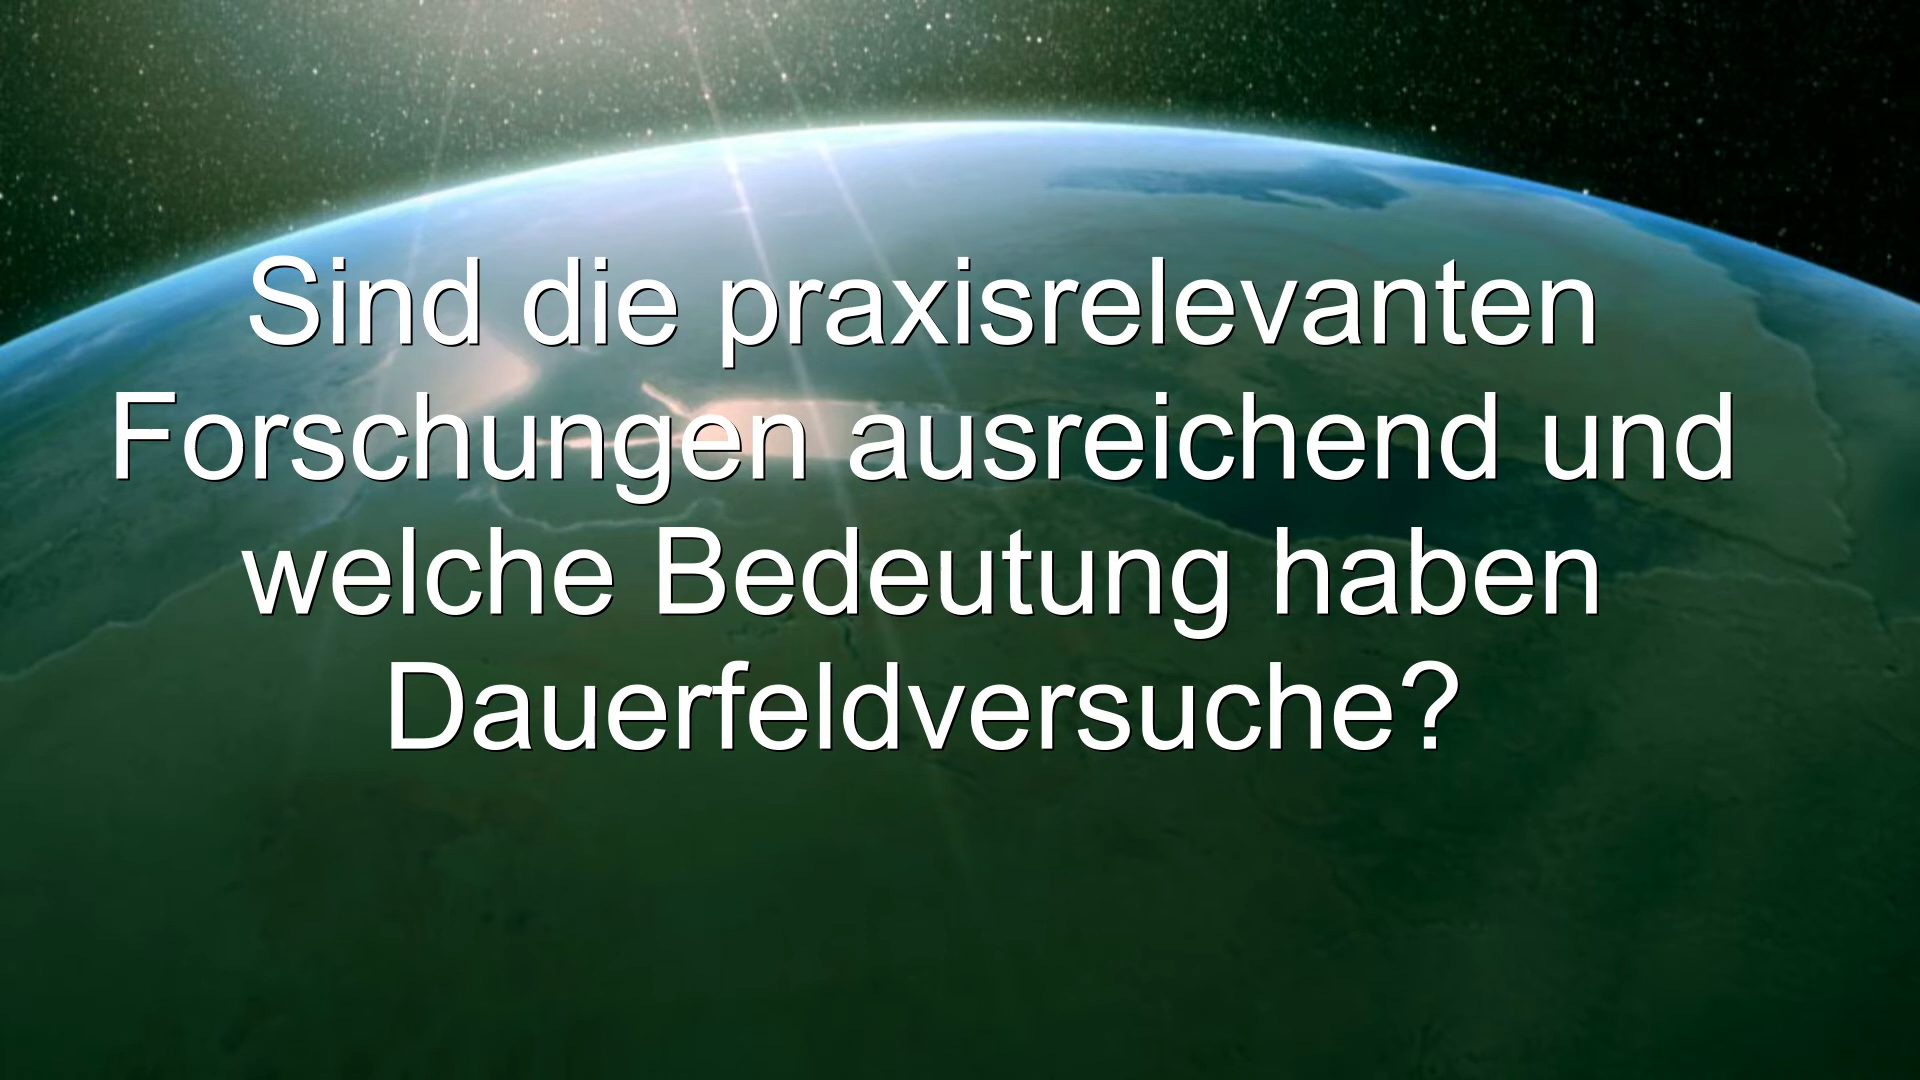 Sind die praxisrelevanten
Forschungen ausreichend und
welche Bedeutung haben
Dauerfeldversuche?